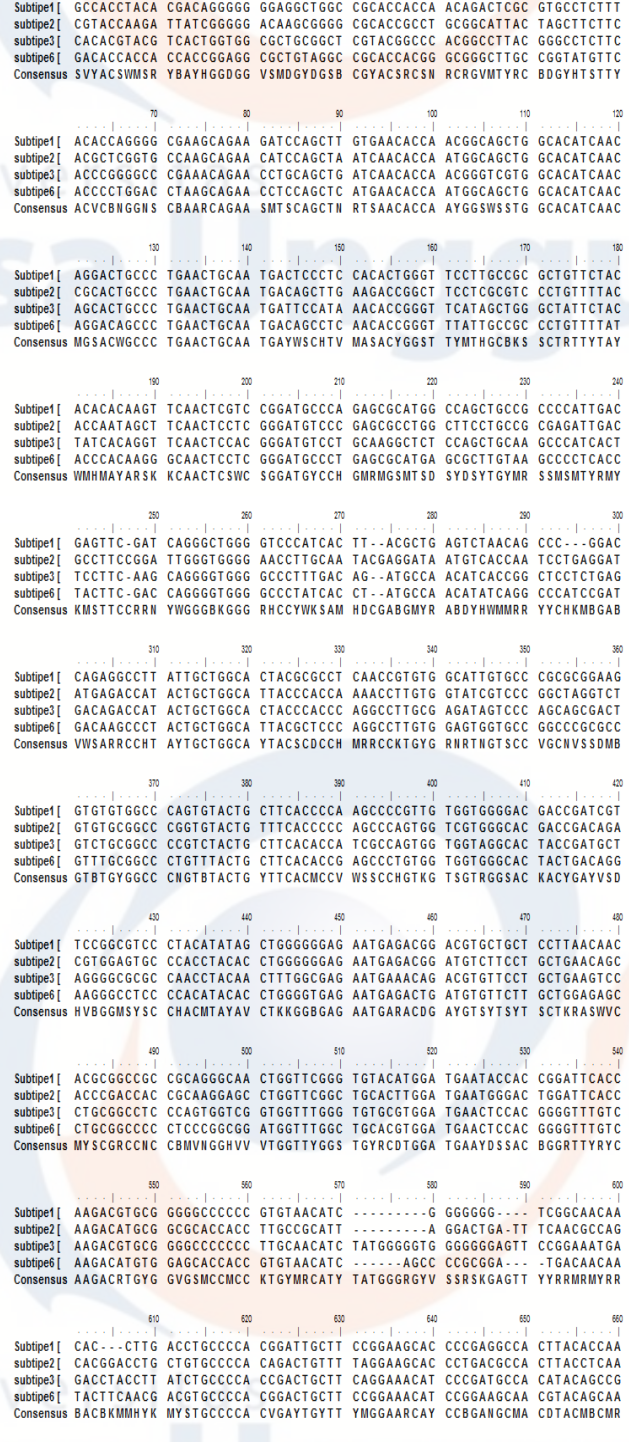 Subtipe1 [ GCCACCTACA CGACAGGGGG GGAGGCTGGC CGCACCACCA ACAGACTCGC GTGCCTCTTT
subtipe2 [ CGTACCAAGA TTATCGGGGG ACAAGCGGGG CGCACCGCCT GCGGCATTAC TAGCTTCTTC
subtipe3 [ CACACGTACG TCACTGGTGG CGCTGCGGCT CGTACGGCCC ACGGCCTTAC GGGCCTCTTC
subtipe6 [ GACACCACCA CCACCGGAGG CGCTGTAGGC CGCACCACGG GCGGGCTTGC CGGTATGTTC
Consensus SVYACSWMSR YBAYHGGDGG VSMDGYDGSB CGYACSRCSN RCRGVMTYRC BDGYHTSTTY
70 80 90 100 110 120
Subtipe1 [ ACACCAGGGG CGAAGCAGAA GATCCAGCTT GTGAACACCA ACGGCAGCTG GCACATCAAC
subtipe2 [ ACGCTCGGTG CCAAGCAGAA CATCCAGCTA ATCAACACCA ATGGCAGCTG GCACATCAAC
subtipe3 [ ACCCGGGGCC CGAAACAGAA CCTGCAGCTG ATCAACACCA ACGGGTCGTG GCACATCAAC
subtipe6 [ ACCCCTGGAC CTAAGCAGAA CCTCCAGCTC ATGAACACCA ATGGCAGCTG GCACATCAAC
Consensus ACVCBNGGNS CBAARCAGAA SMTSCAGCTN RTSAACACCA AYGGSWSSTG GCACATCAAC
130 140 150 160 170 180
Subtipe1 [ AGGACTGCCC TGAACTGCAA TGACTCCCTC CACACTGGGT TCCTTGCCGC GCTGTTCTAC
subtipe2 [ CGCACTGCCC TGAACTGCAA TGACAGCTTG AAGACCGGCT TCCTCGCGTC CCTGTTTTAC
subtipe3 [ AGCACTGCCC TGAACTGCAA TGATTCCATA AACACCGGGT TCATAGCTGG GCTATTCTAC
subtipe6 [ AGGACAGCCC TGAACTGCAA TGACAGCCTC AACACCGGGT TTATTGCCGC CCTGTTTTAT
Consensus MGSACWGCCC TGAACTGCAA TGAYWSCHTV MASACYGGST TYMTHGCBKS SCTRTTYTAY
190 200 210 220 230 240
Subtipe1 [ ACACACAAGT TCAACTCGTC CGGATGCCCA GAGCGCATGG CCAGCTGCCG CCCCATTGAC
subtipe2 [ ACCAATAGCT TCAACTCCTC GGGATGTCCC GAGCGCCTGG CTTCCTGCCG CGAGATTGAC
subtipe3 [ TATCACAGGT TCAACTCCAC GGGATGTCCT GCAAGGCTCT CCAGCTGCAA GCCCATCACT
subtipe6 [ ACCCACAAGG GCAACTCCTC GGGATGCCCT GAGCGCATGA GCGCTTGTAA GCCCCTCACC
Consensus WMHMAYARSK KCAACTCSWC SGGATGYCCH GMRMGSMTSD SYDSYTGYMR SSMSMTYRMY
250 260 270 280 290 300
Subtipe1 [ GAGTTC-GAT CAGGGCTGGG GTCCCATCAC TT--ACGCTG AGTCTAACAG CCC---GGAC
subtipe2 [ GCCTTCCGGA TTGGGTGGGG AACCTTGCAA TACGAGGATA ATGTCACCAA TCCTGAGGAT
subtipe3 [ TCCTTC-AAG CAGGGGTGGG GCCCTTTGAC AG--ATGCCA ACATCACCGG CTCCTCTGAG
subtipe6 [ TACTTC-GAC CAGGGGTGGG GCCCTATCAC CT--ATGCCA ACATATCAGG CCCATCCGAT
Consensus KMSTTCCRRN YWGGGBKGGG RHCCYWKSAM HDCGABGMYR ABDYHWMMRR YYCHKMBGAB
310 320 330 340 350 360
Subtipe1 [ CAGAGGCCTT ATTGCTGGCA CTACGCGCCT CAACCGTGTG GCATTGTGCC CGCGCGGAAG
subtipe2 [ ATGAGACCAT ACTGCTGGCA TTACCCACCA AAACCTTGTG GTATCGTCCC GGCTAGGTCT
subtipe3 [ GACAGACCAT ACTGCTGGCA CTACCCACCC AGGCCTTGCG AGATAGTCCC AGCAGCGACT
subtipe6 [ GACAAGCCCT ACTGCTGGCA TTACGCTCCC AGGCCTTGTG GAGTGGTGCC GGCCCGCGCC
Consensus VWSARRCCHT AYTGCTGGCA YTACSCDCCH MRRCCKTGYG RNRTNGTSCC VGCNVSSDMB
370 380 390 400 410 420
Subtipe1 [ GTGTGTGGCC CAGTGTACTG CTTCACCCCA AGCCCCGTTG TGGTGGGGAC GACCGATCGT
subtipe2 [ GTGTGCGGCC CGGTGTACTG TTTCACCCCC AGCCCAGTGG TCGTGGGCAC GACCGACAGA
subtipe3 [ GTCTGCGGCC CCGTCTACTG CTTCACACCA TCGCCAGTGG TGGTAGGCAC TACCGATGCT
subtipe6 [ GTTTGCGGCC CTGTTTACTG CTTCACACCG AGCCCTGTGG TGGTGGGCAC TACTGACAGG
Consensus GTBTGYGGCC CNGTBTACTG YTTCACMCCV WSSCCHGTKG TSGTRGGSAC KACYGAYVSD
430 440 450 460 470 480
Subtipe1 [ TCCGGCGTCC CTACATATAG CTGGGGGGAG AATGAGACGG ACGTGCTGCT CCTTAACAAC
subtipe2 [ CGTGGAGTGC CCACCTACAC CTGGGGGGAG AATGAGACGG ATGTCTTCCT GCTGAACAGC
subtipe3 [ AGGGGCGCGC CAACCTACAA CTTTGGCGAG AATGAAACAG ACGTGTTCCT GCTGAAGTCC
subtipe6 [ AAGGGCCTCC CCACATACAC CTGGGGTGAG AATGAGACTG ATGTGTTCTT GCTGGAGAGC
Consensus HVBGGMSYSC CHACMTAYAV CTKKGGBGAG AATGARACDG AYGTSYTSYT SCTKRASWVC
490 500 510 520 530 540
Subtipe1 [ ACGCGGCCGC CGCAGGGCAA CTGGTTCGGG TGTACATGGA TGAATACCAC CGGATTCACC
subtipe2 [ ACCCGACCAC CGCAAGGAGC CTGGTTCGGC TGCACTTGGA TGAATGGGAC TGGATTCACC
subtipe3 [ CTGCGGCCTC CCAGTGGTCG GTGGTTTGGG TGTGCGTGGA TGAACTCCAC GGGGTTTGTC
subtipe6 [ CTGCGGCCCC CTCCCGGCGG ATGGTTTGGC TGCACGTGGA TGAACTCCAC GGGGTTTGTC
Consensus MYSCGRCCNC CBMVNGGHVV VTGGTTYGGS TGYRCDTGGA TGAAYDSSAC BGGRTTYRYC
550 560 570 580 590 600
Subtipe1 [ AAGACGTGCG GGGGCCCCCC GTGTAACATC ---------G GGGGGGG---- TCGGCAACAA
subtipe2 [ AAGACATGCG GCGCACCACC TTGCCGCATT ---------A GGACTGA-TT TCAACGCCAG
subtipe3 [ AAGACGTGCG GGGCCCCCCC TTGCAACATC TATGGGGGTG GGGGGGAGTT CCGGAAATGA
subtipe6 [ AAGACATGTG GAGCACCACC GTGTAACATC ------AGCC CCGCGGA--- -TGACAACAA
Consensus AAGACRTGYG GVGSMCCMCC KTGYMRCATY TATGGGRGYV SSRSKGAGTT YYRRMRMYRR
610 620 630 640 650 660
Subtipe1 [ CAC---CTTG ACCTGCCCCA CGGATTGCTT CCGGAAGCAC CCCGAGGCCA CTTACACCAA
subtipe2 [ CACGGACCTG CTGTGCCCCA CAGACTGTTT TAGGAAGCAC CCTGACGCCA CTTACCTCAA
subtipe3 [ GACCTACCTT ATCTGCCCCA CCGACTGCTT CAGGAAACAT CCCGATGCCA CATACAGCCG
subtipe6 [ TACTTCAACG ACGTGCCCCA CGGACTGCTT CCGGAAACAT CCGGAAGCAA CGTACAGCAA
Consensus BACBKMMHYK MYSTGCCCCA CVGAYTGYTT YMGGAARCAY CCBGANGCMA CDTACMBCMR